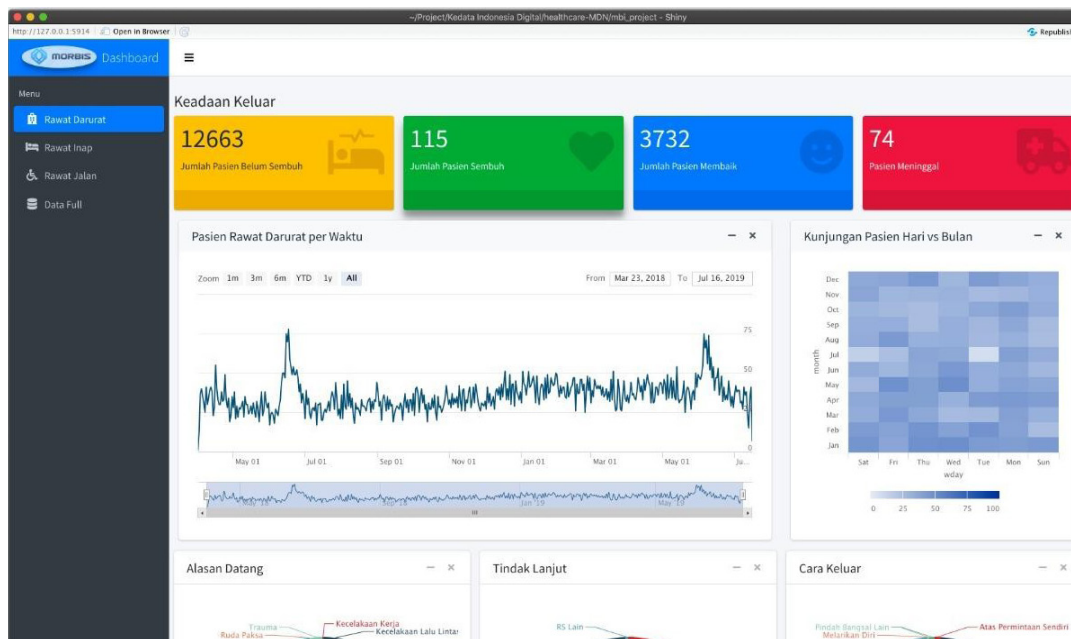 ~/Project/Kedata Indonesia Digital/healthcare-MDN/mbi_project - Shiny
http://127.0.0.1:5914 Open in Browser Republish
MORBIS Dashboard
Menu
Rawat Darurat
Rawat Inap
Rawat Jalan
Data Full
Keadaan Keluar
12663
Jumlah Pasien Belum Sembuh
115
Jumlah Pasien Sembuh
3732
Jumlah Pasien Membaik
74
Pasien Meninggal
Pasien Rawat Darurat per Waktu
Zoom 1m 3m 6m YTD 1y All From Mar 23, 2018 To Jul 16, 2019
75
50
0
May 01 Jul 01 Sep 01 Nov 01 Jan 01 Mar 01 May 01 Ju...
May '18 Sep '18 Jan '19 May '19
Kunjungan Pasien Hari vs Bulan
month
Dec
Nov
Oct
Sep
Aug
Jul
Jun
May
Apr
Mar
Feb
Jan
Sat Fri Thu Wed Tue Mon Sun
wday
0 25 50 75 100
Alasan Datang
Trauma
Ruda Paksa
Kecelakaan Kerja
Kecelakaan Lalu Lintas
Tindak Lanjut
RS Lain
Cara Keluar
Pindah Bangsal Lain
Melarikan Diri
Atas Permintaan Sendiri